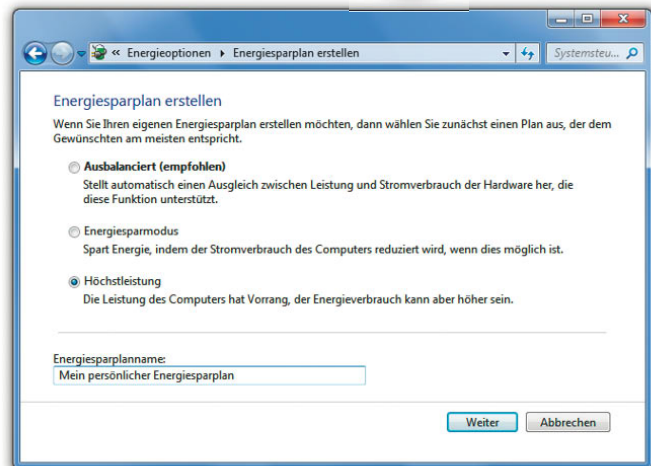 « Energieoptionen ▸ Energiesparplan erstellen
Systemsteu...
Energiesparplan erstellen
Wenn Sie Ihren eigenen Energiesparplan erstellen möchten, dann wählen Sie zunächst einen Plan aus, der dem
Gewünschten am meisten entspricht.
Ausbalanciert (empfohlen)
Stellt automatisch einen Ausgleich zwischen Leistung und Stromverbrauch der Hardware her, die
diese Funktion unterstützt.
Energiesparmodus
Spart Energie, indem der Stromverbrauch des Computers reduziert wird, wenn dies möglich ist.
Höchstleistung
Die Leistung des Computers hat Vorrang, der Energieverbrauch kann aber höher sein.
Energiesparplanname:
Mein persönlicher Energiesparplan
Weiter Abbrechen